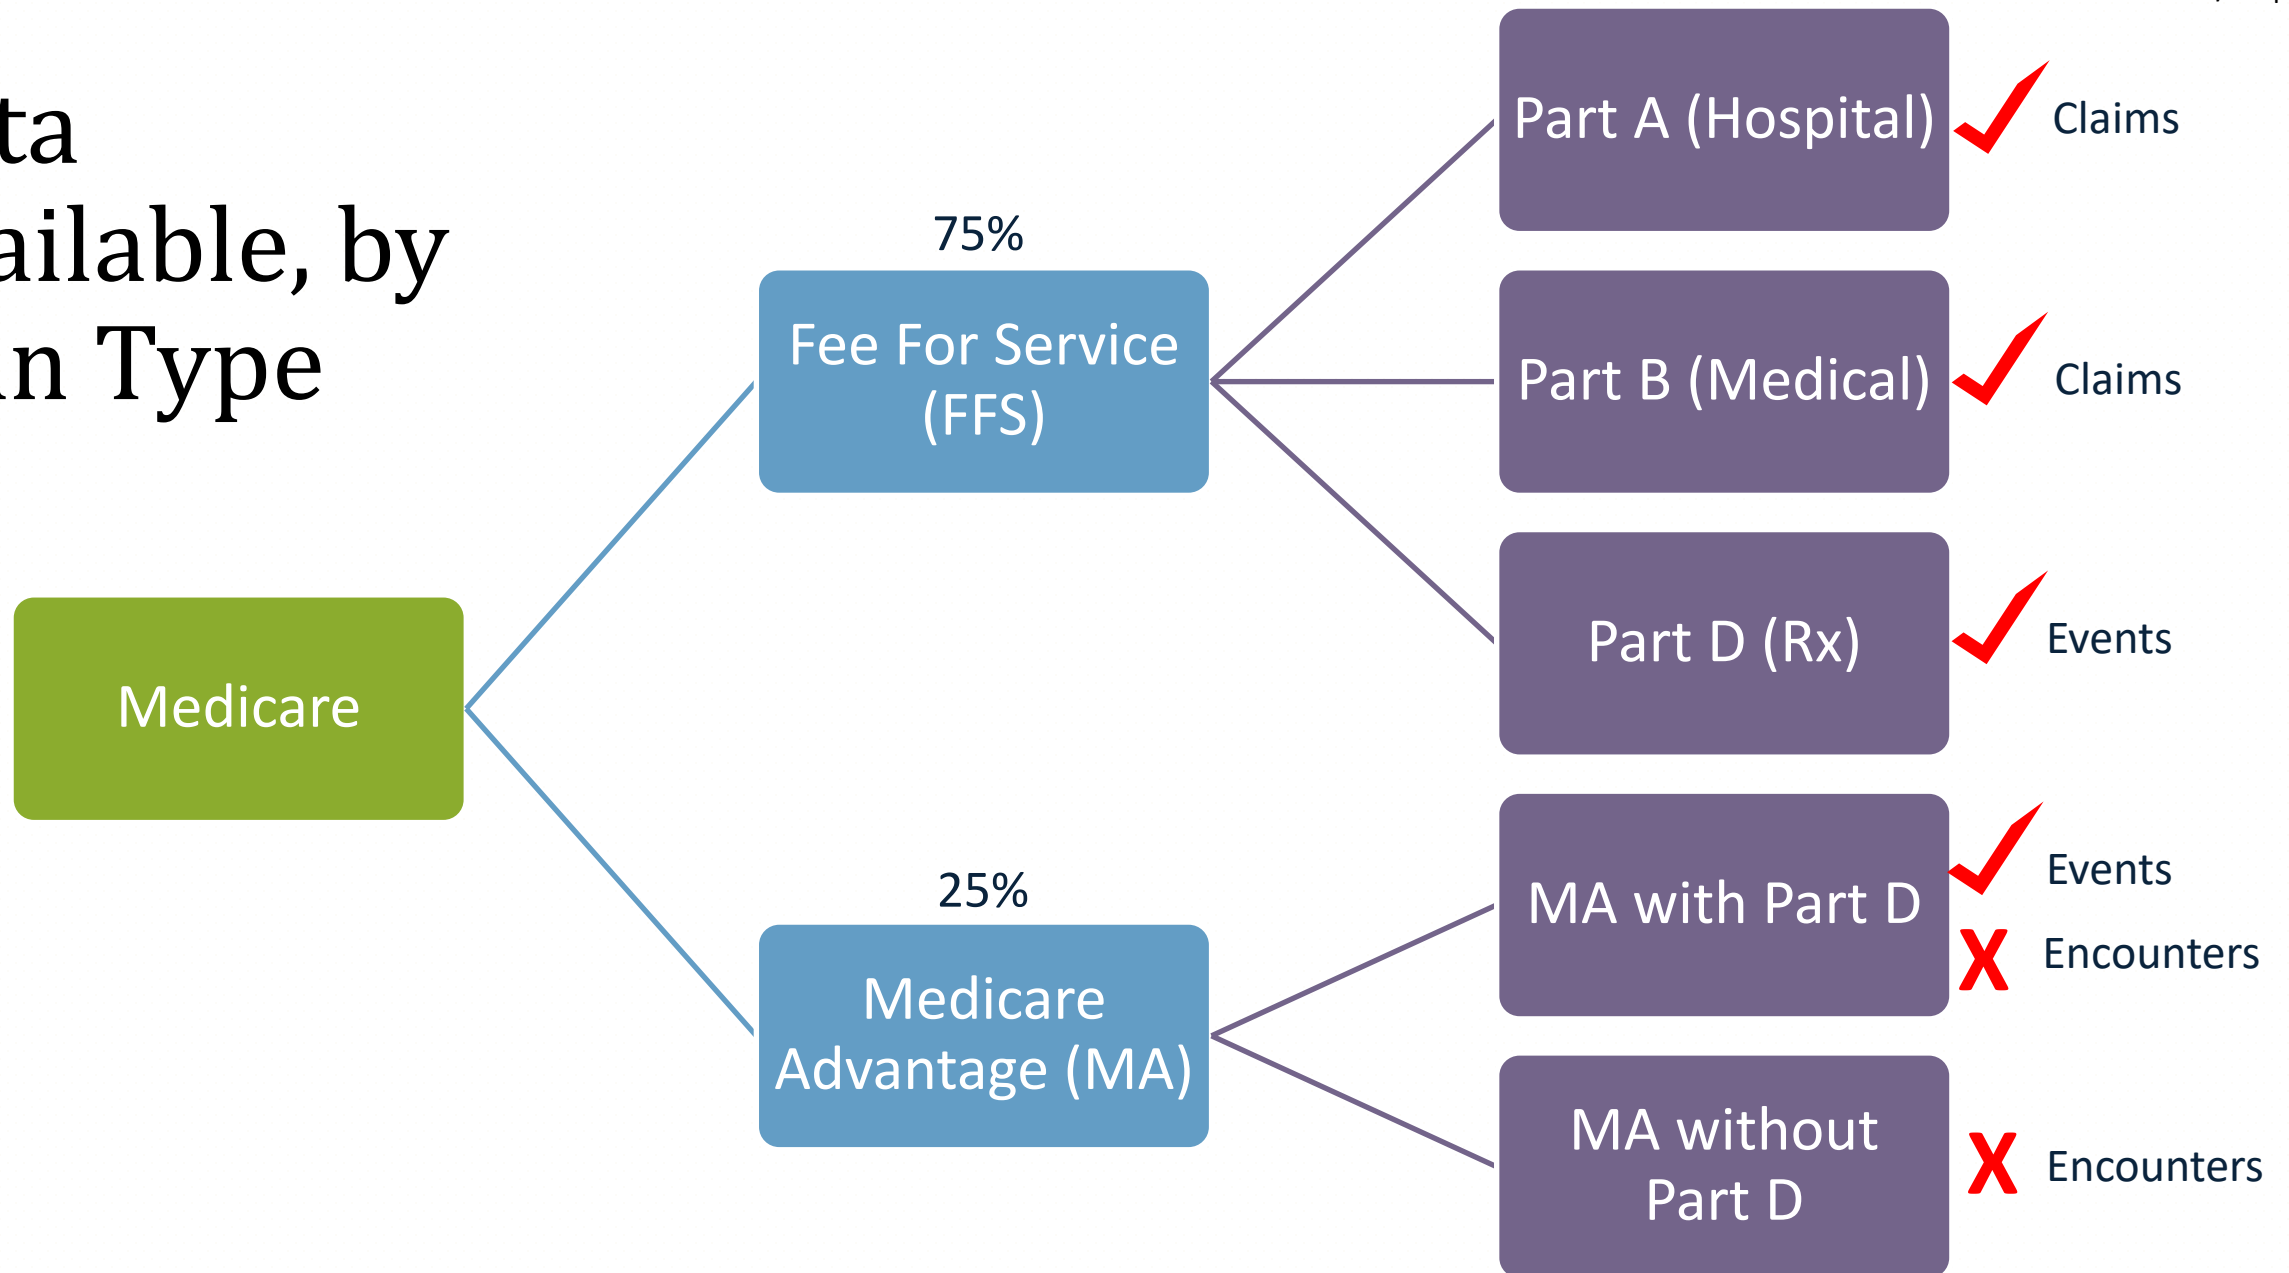 ta
ailable, by
in Type
75%
Fee For Service
(FFS)
Medicare
25%
Medicare
Advantage (MA)
Part A (Hospital)
Claims
Part B (Medical)
Claims
Part D (Rx)
Events
MA with Part D
Events
X Encounters
MA without
Part D
X Encounters